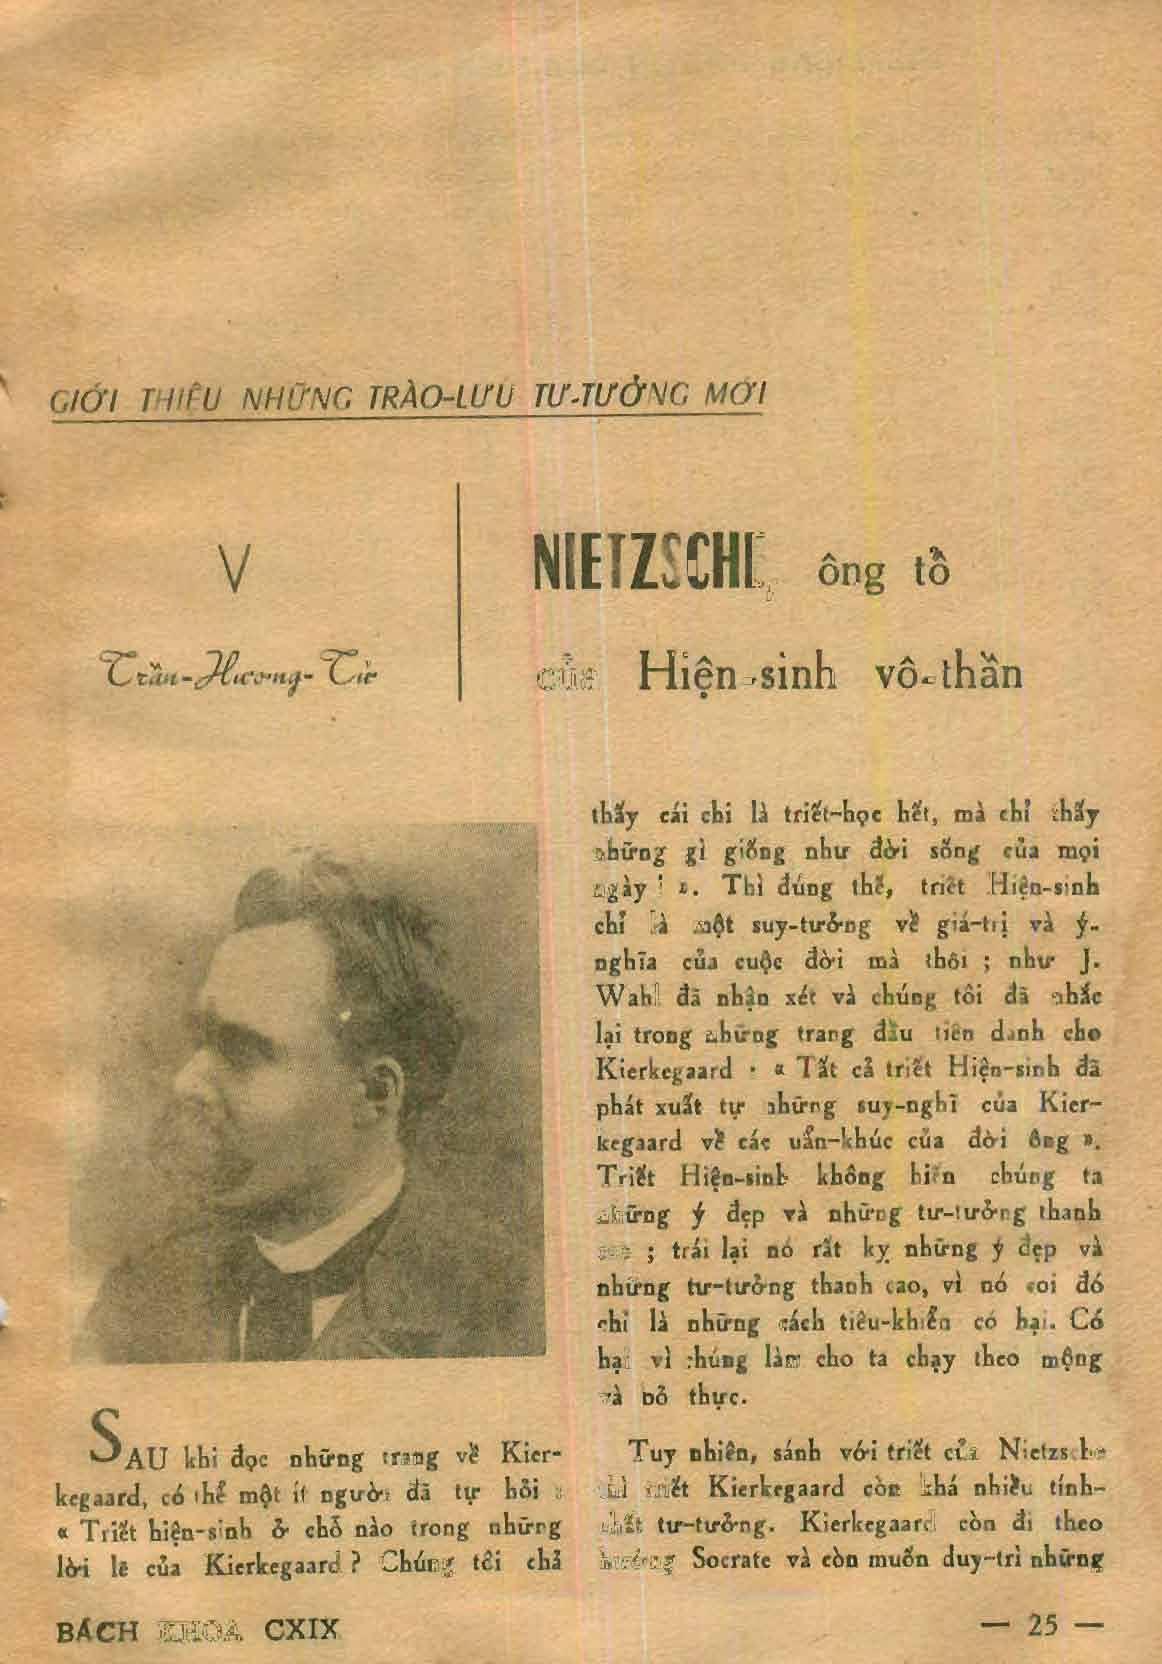 GIỚI THIỆU NHỮNG TRÀO-LƯU TƯ-TƯỞNG MỚI
V
Trần-Hương-Tử
NIETZSCHE, ông tổ
của Hiện-sinh vô-thần
SAU khi đọc những trang về Kier-
kegaard, có thể một ít người đã tự hỏi :
« Triết hiện-sinh ở chỗ nào trong những
lời lẽ của Kierkegaard ? Chúng tôi chả
thấy cái chi là triết-học hết, mà chỉ thấy
những gì giống như đời sống của mọi
ngày ! ». Thì đúng thế, triết Hiện-sinh
chỉ là một suy-tưởng về giá-trị và ý-
nghĩa của cuộc đời mà thôi ; như J.
Wahl đã nhận xét và chúng tôi đã nhắc
lại trong những trang đầu tiên danh cho
Kierkegaard : « Tất cả triết Hiện-sinh đã
phát xuất tự những suy-nghĩ của Kier-
kegaard về các uẩn-khúc của đời ông ».
Triết Hiện-sinh không hiến chúng ta
những ý đẹp và những tư-tưởng thanh
cao ; trái lại nó rất kỵ những ý đẹp và
những tư-tưởng thanh cao, vì nó coi đó
chỉ là những cách tiêu-khiển có hại. Có
hại vì chúng làm cho ta chạy theo mộng
và bỏ thực.
Tuy nhiên, sánh với triết của Nietzsche
thì triết Kierkegaard còn khá nhiều tính-
chất tư-tưởng. Kierkegaard còn đi theo
hướng Socrate và còn muốn duy-trì những
BÁCH KHOA CXIX
— 25 —